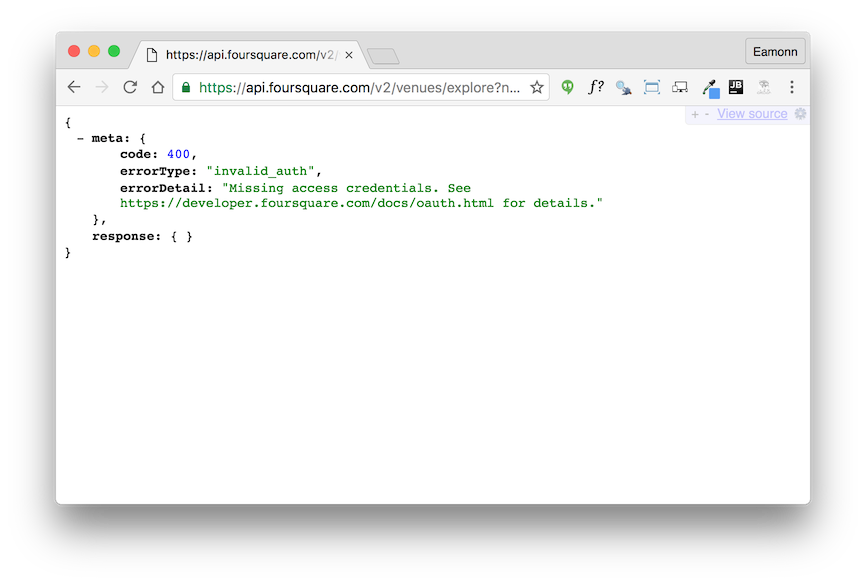 https://api.foursquare.com/v2/
Eamonn
https://api.foursquare.com/v2/venues/explore?n...
f?
JB
+ - View source
{
– meta: {
code: 400,
errorType: "invalid_auth",
errorDetail: "Missing access credentials. See
https://developer.foursquare.com/docs/oauth.html for details."
},
response: { }
}